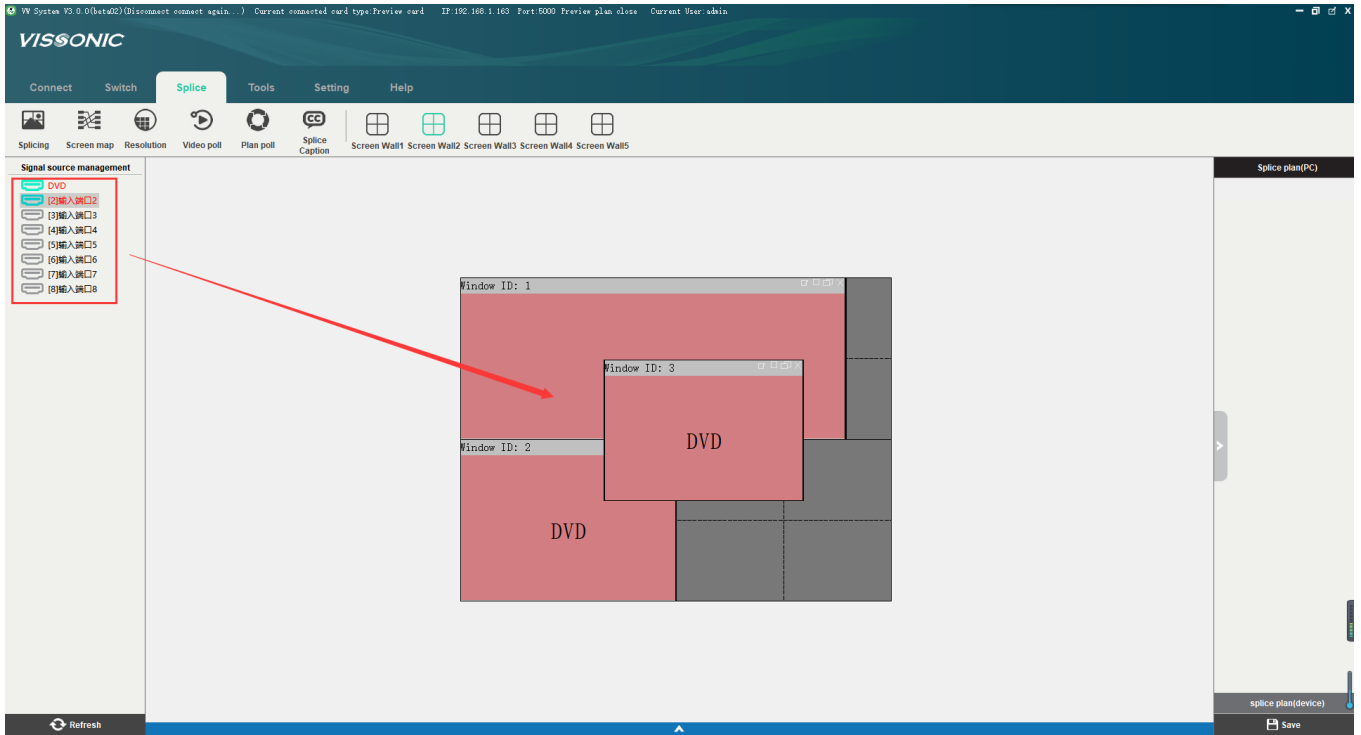 VW System V3.0.0(beta02)(Disconnect connect again...) Current connected card type:Preview card IP:192.168.1.163 Port:5000 Preview plan close Current User:admin
VISSONIC
Connect Switch Splice Tools Setting Help
Splicing Screen map Resolution Video poll Plan poll Splice Caption Screen Wall1 Screen Wall2 Screen Wall3 Screen Wall4 Screen Wall5
Signal source management
Splice plan(PC)
DVD
[2]输入端口2
[3]输入端口3
[4]输入端口4
[5]输入端口5
[6]输入端口6
[7]输入端口7
[8]输入端口8
Window ID: 1
Window ID: 3
DVD
Window ID: 2
DVD
splice plan(device)
Refresh
Save